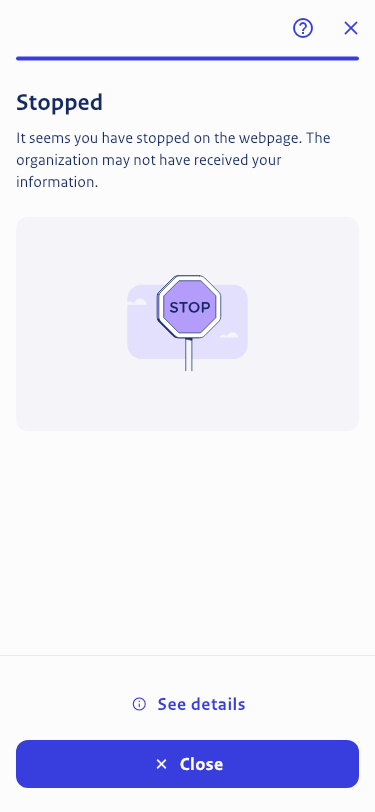 Stopped
It seems you have stopped on the webpage. The
organization may not have received your
information.
STOP
See details
Close